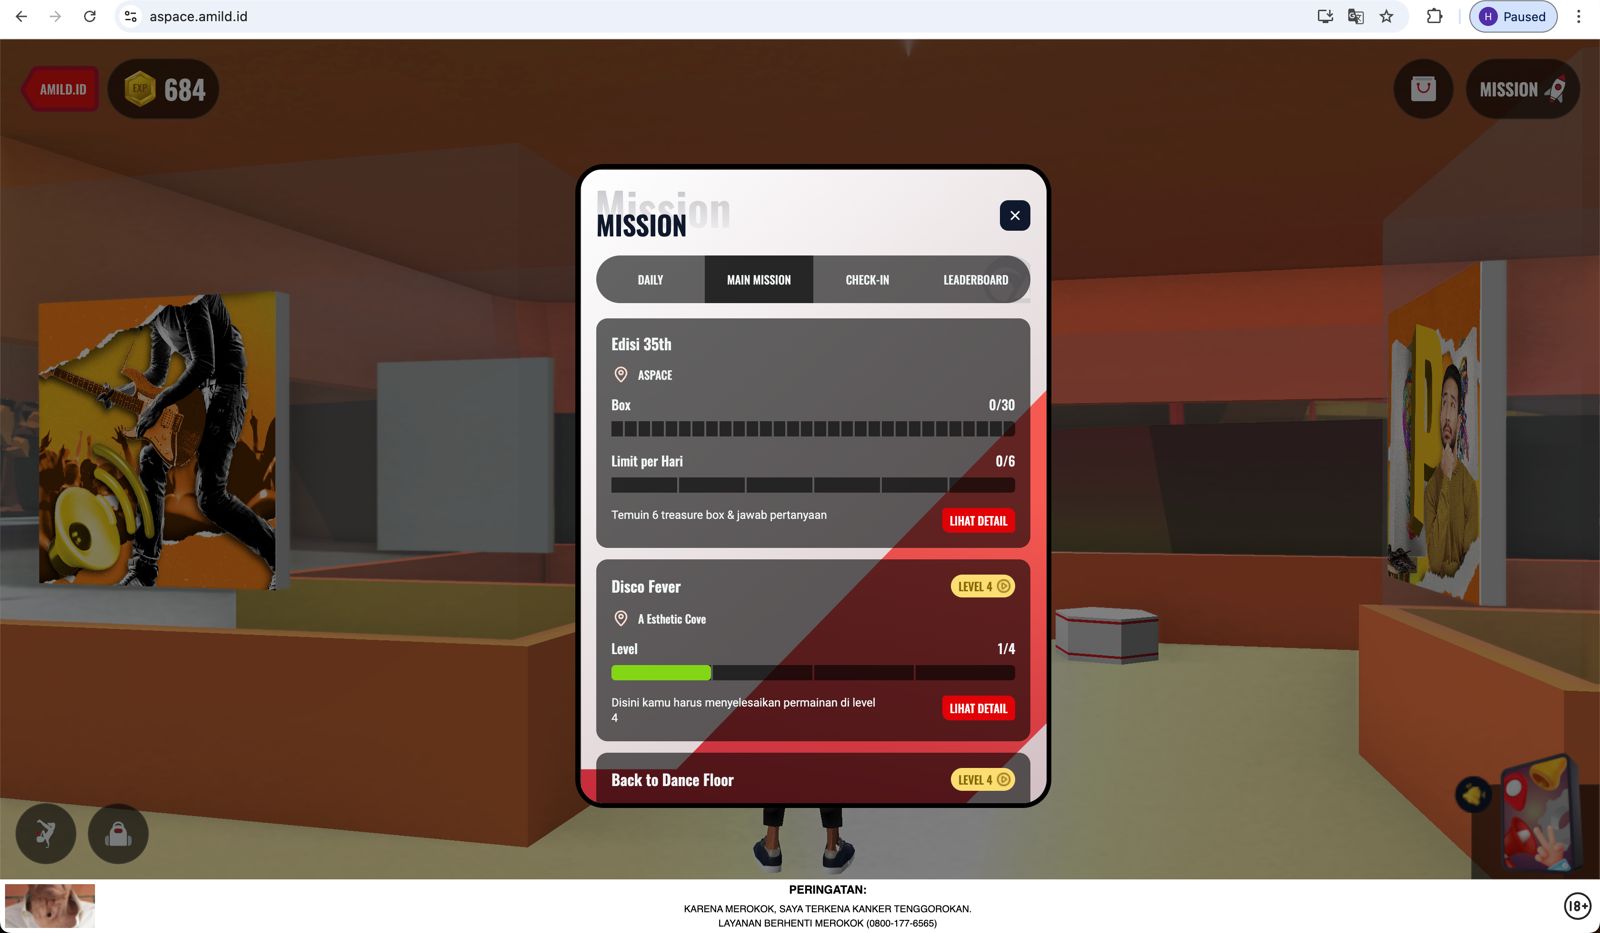 aspace.amild.id
H Paused
AMILD.ID
EXP 684
MISSION
Mission
MISSION
DAILY
MAIN MISSION
CHECK-IN
LEADERBOARD
Edisi 35th
ASPACE
Box 0/30
Limit per Hari 0/6
Temuin 6 treasure box & jawab pertanyaan
LIHAT DETAIL
Disco Fever
LEVEL 4
A Esthetic Cove
Level 1/4
Disini kamu harus menyelesaikan permainan di level
4
LIHAT DETAIL
Back to Dance Floor
LEVEL 4
PERINGATAN:
KARENA MEROKOK, SAYA TERKENA KANKER TENGGOROKAN.
LAYANAN BERHENTI MEROKOK (0800-177-6565)
18+